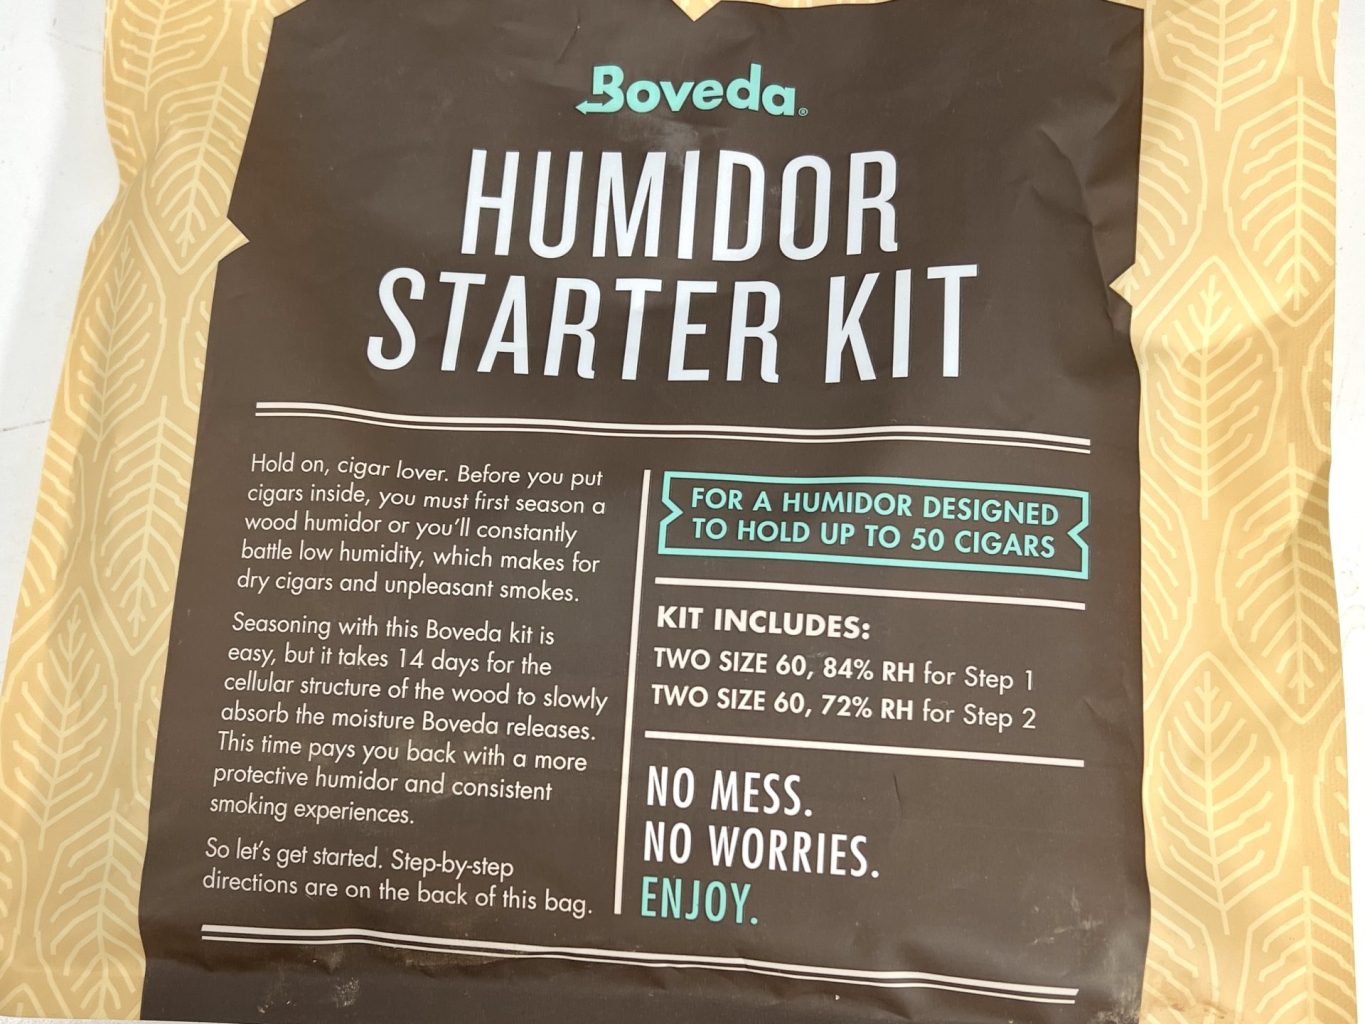 Boveda®
HUMIDOR
STARTER KIT
Hold on, cigar lover. Before you put
cigars inside, you must first season a
wood humidor or you'll constantly
battle low humidity, which makes for
dry cigars and unpleasant smokes.
Seasoning with this Boveda kit is
easy, but it takes 14 days for the
cellular structure of the wood to slowly
absorb the moisture Boveda releases.
This time pays you back with a more
protective humidor and consistent
smoking experiences.
So let's get started. Step-by-step
directions are on the back of this bag.
FOR A HUMIDOR DESIGNED
TO HOLD UP TO 50 CIGARS
KIT INCLUDES:
TWO SIZE 60, 84% RH for Step 1
TWO SIZE 60, 72% RH for Step 2
NO MESS.
NO WORRIES.
ENJOY.